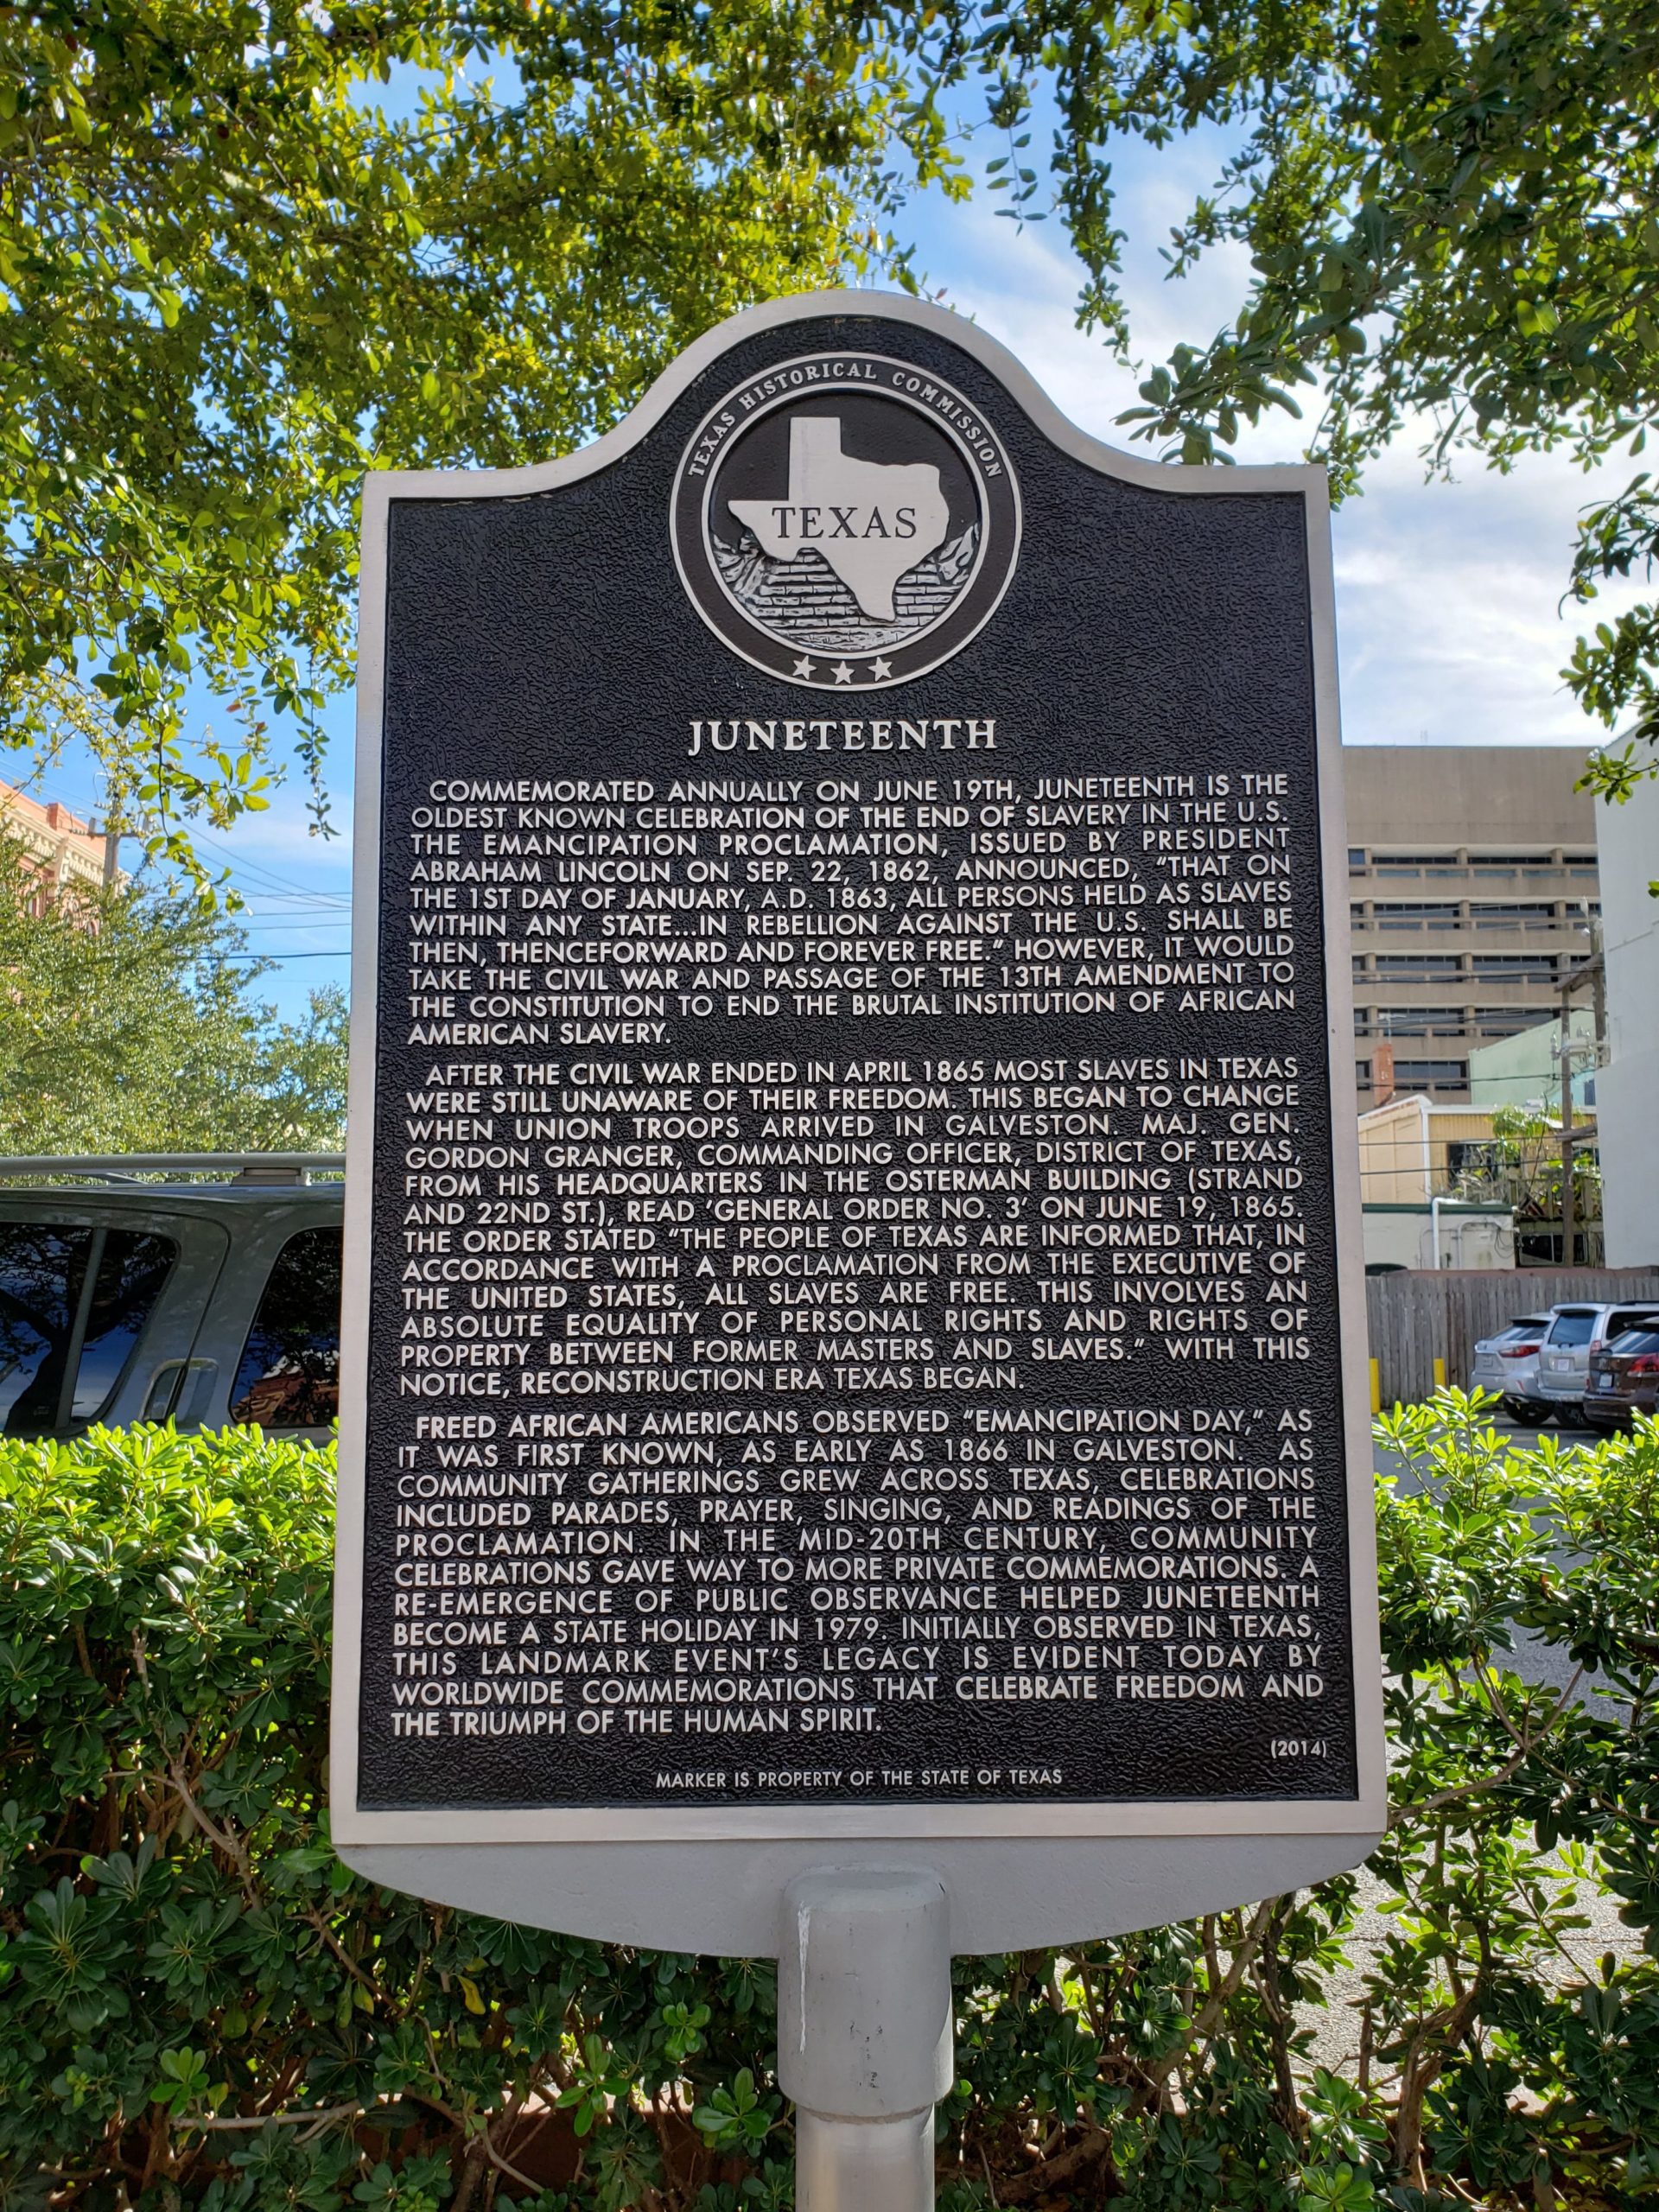 TEXAS HISTORICAL COMMISSION
TEXAS
JUNETEENTH
COMMEMORATED ANNUALLY ON JUNE 19TH, JUNETEENTH IS THE
OLDEST KNOWN CELEBRATION OF THE END OF SLAVERY IN THE U.S.
THE EMANCIPATION PROCLAMATION, ISSUED BY PRESIDENT
ABRAHAM LINCOLN ON SEP. 22, 1862, ANNOUNCED, "THAT ON
THE 1ST DAY OF JANUARY, A.D. 1863, ALL PERSONS HELD AS SLAVES
WITHIN ANY STATE...IN REBELLION AGAINST THE U.S. SHALL BE
THEN, THENCEFORWARD AND FOREVER FREE." HOWEVER, IT WOULD
TAKE THE CIVIL WAR AND PASSAGE OF THE 13TH AMENDMENT TO
THE CONSTITUTION TO END THE BRUTAL INSTITUTION OF AFRICAN
AMERICAN SLAVERY.
AFTER THE CIVIL WAR ENDED IN APRIL 1865 MOST SLAVES IN TEXAS
WERE STILL UNAWARE OF THEIR FREEDOM. THIS BEGAN TO CHANGE
WHEN UNION TROOPS ARRIVED IN GALVESTON. MAJ. GEN.
GORDON GRANGER, COMMANDING OFFICER, DISTRICT OF TEXAS,
FROM HIS HEADQUARTERS IN THE OSTERMAN BUILDING (STRAND
AND 22ND ST.), READ 'GENERAL ORDER NO. 3' ON JUNE 19, 1865.
THE ORDER STATED "THE PEOPLE OF TEXAS ARE INFORMED THAT, IN
ACCORDANCE WITH A PROCLAMATION FROM THE EXECUTIVE OF
THE UNITED STATES, ALL SLAVES ARE FREE. THIS INVOLVES AN
ABSOLUTE EQUALITY OF PERSONAL RIGHTS AND RIGHTS OF
PROPERTY BETWEEN FORMER MASTERS AND SLAVES." WITH THIS
NOTICE, RECONSTRUCTION ERA TEXAS BEGAN.
FREED AFRICAN AMERICANS OBSERVED "EMANCIPATION DAY," AS
IT WAS FIRST KNOWN, AS EARLY AS 1866 IN GALVESTON. AS
COMMUNITY GATHERINGS GREW ACROSS TEXAS, CELEBRATIONS
INCLUDED PARADES, PRAYER, SINGING, AND READINGS OF THE
PROCLAMATION. IN THE MID-20TH CENTURY, COMMUNITY
CELEBRATIONS GAVE WAY TO MORE PRIVATE COMMEMORATIONS. A
RE-EMERGENCE OF PUBLIC OBSERVANCE HELPED JUNETEENTH
BECOME A STATE HOLIDAY IN 1979. INITIALLY OBSERVED IN TEXAS,
THIS LANDMARK EVENT'S LEGACY IS EVIDENT TODAY BY
WORLDWIDE COMMEMORATIONS THAT CELEBRATE FREEDOM AND
THE TRIUMPH OF THE HUMAN SPIRIT.
(2014)
MARKER IS PROPERTY OF THE STATE OF TEXAS